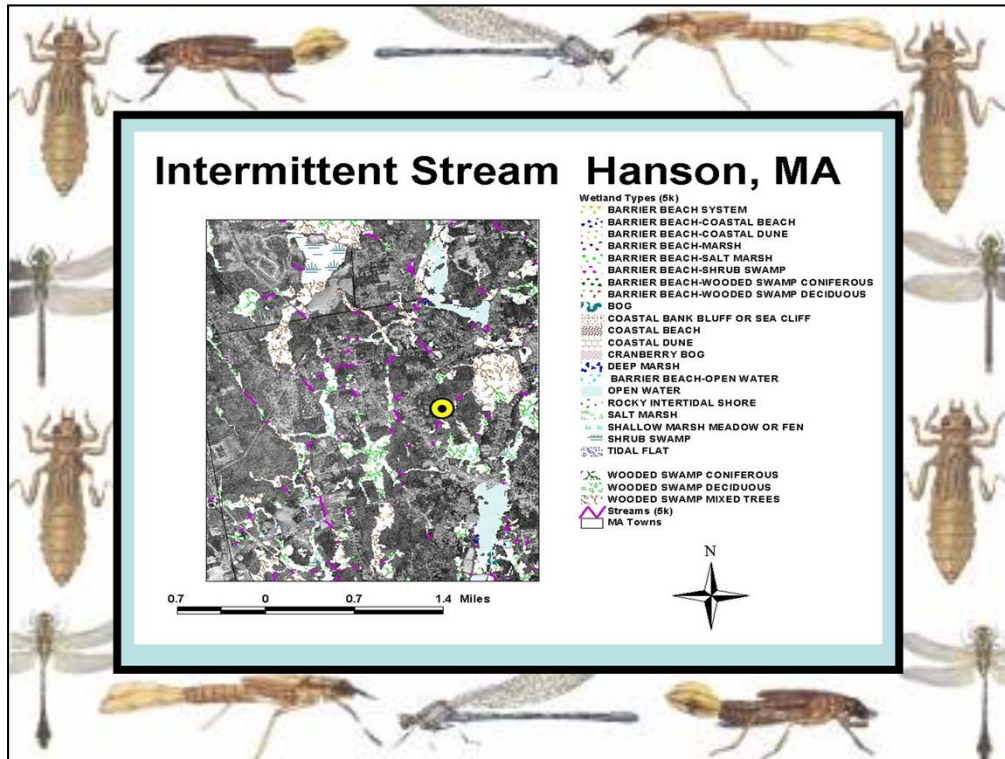 Intermittent Stream Hanson, MA
Wetland Types (5k)
BARRIER BEACH SYSTEM
BARRIER BEACH-COASTAL BEACH
BARRIER BEACH-COASTAL DUNE
BARRIER BEACH-MARSH
BARRIER BEACH-SALT MARSH
BARRIER BEACH-SHRUB SWAMP
BARRIER BEACH-WOODED SWAMP CONIFEROUS
BARRIER BEACH-WOODED SWAMP DECIDUOUS
BOG
COASTAL BANK BLUFF OR SEA CLIFF
COASTAL BEACH
COASTAL DUNE
CRANBERRY BOG
DEEP MARSH
BARRIER BEACH-OPEN WATER
OPEN WATER
ROCKY INTERTIDAL SHORE
SALT MARSH
SHALLOW MARSH MEADOW OR FEN
SHRUB SWAMP
TIDAL FLAT
WOODED SWAMP CONIFEROUS
WOODED SWAMP DECIDUOUS
WOODED SWAMP MIXED TREES
Streams (5k)
MA Towns
N
0.7 0 0.7 1.4 Miles